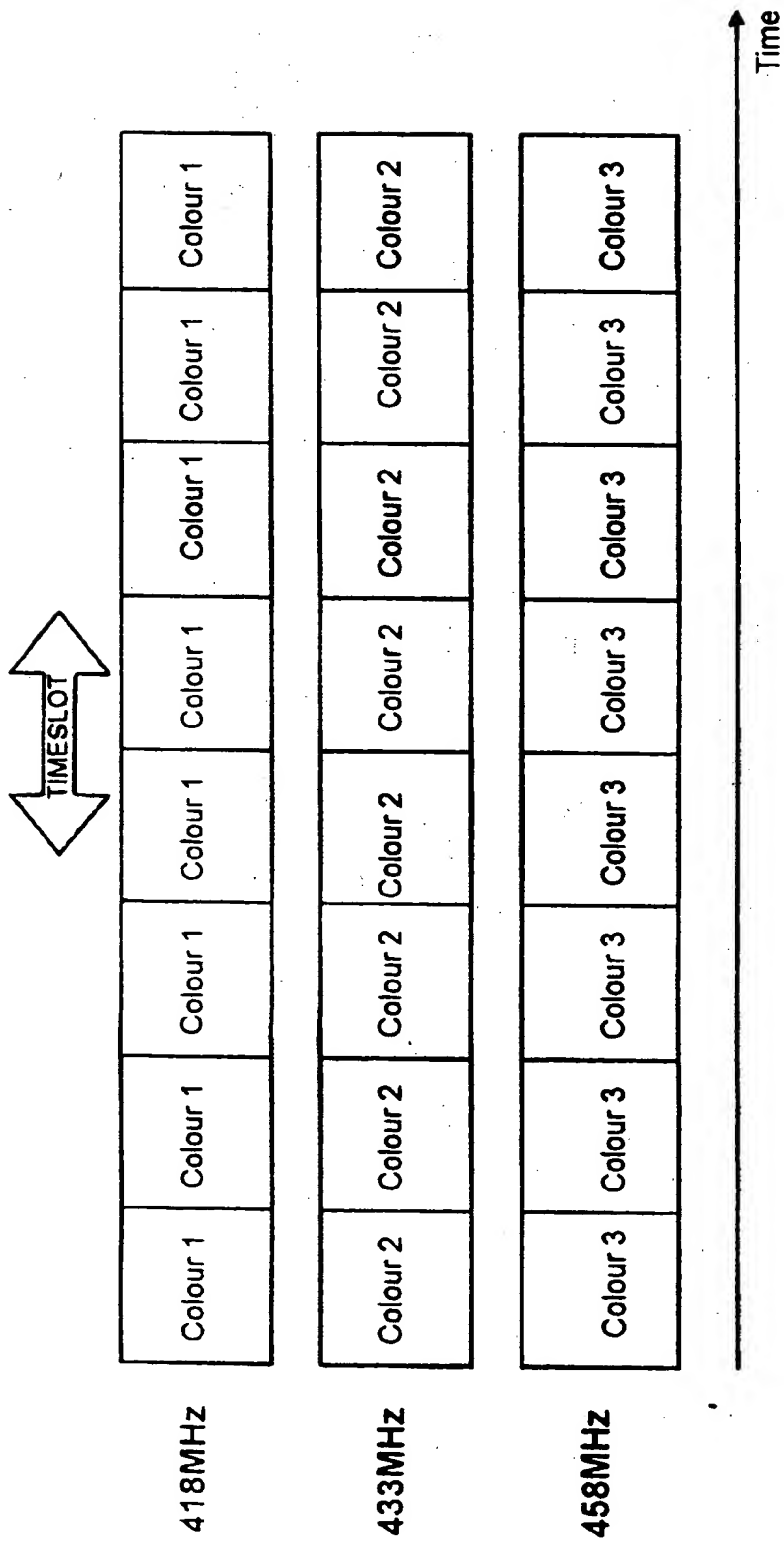 TIMESLOT
418MHz Colour 1 Colour 1 Colour 1 Colour 1 Colour 1 Colour 1 Colour 1 Colour 1
433MHz Colour 2 Colour 2 Colour 2 Colour 2 Colour 2 Colour 2 Colour 2 Colour 2
458MHz Colour 3 Colour 3 Colour 3 Colour 3 Colour 3 Colour 3 Colour 3 Colour 3
Time